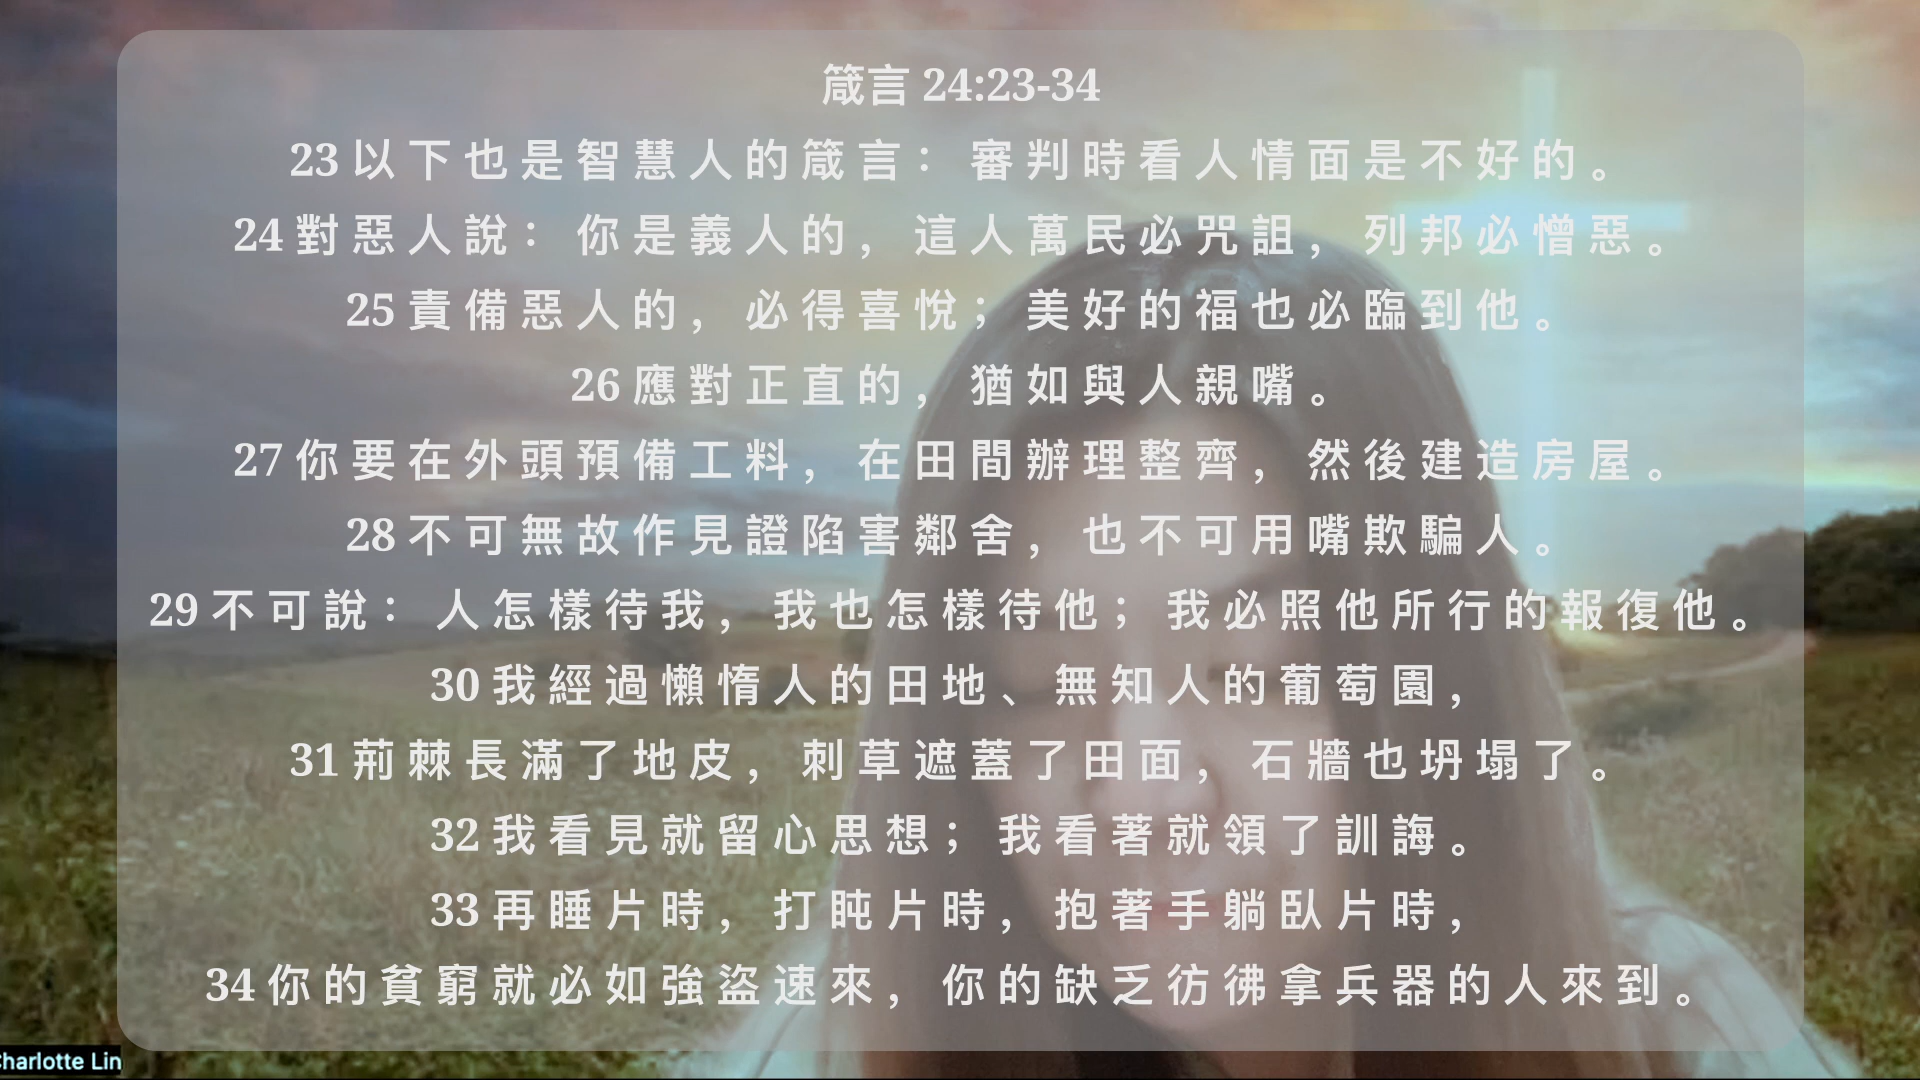 箴言 24:23-34
23 以下也是智慧人的箴言：審判時看人情面是不好的。
24 對惡人說：你是義人的，這人萬民必咒詛，列邦必憎惡。
25 責備惡人的，必得喜悅；美好的福也必臨到他。
26 應對正直的，猶如與人親嘴。
27 你要在外頭預備工料，在田間辦理整齊，然後建造房屋。
28 不可無故作見證陷害鄰舍，也不可用嘴欺騙人。
29 不可說：人怎樣待我，我也怎樣待他；我必照他所行的報復他。
30 我經過懶惰人的田地、無知人的葡萄園，
31 荊棘長滿了地皮，刺草遮蓋了田面，石牆也坍塌了。
32 我看見就留心思想；我看著就領了訓誨。
33 再睡片時，打盹片時，抱著手躺臥片時，
34 你的貧窮就必如強盜速來，你的缺乏彷彿拿兵器的人來到。
Charlotte Lin